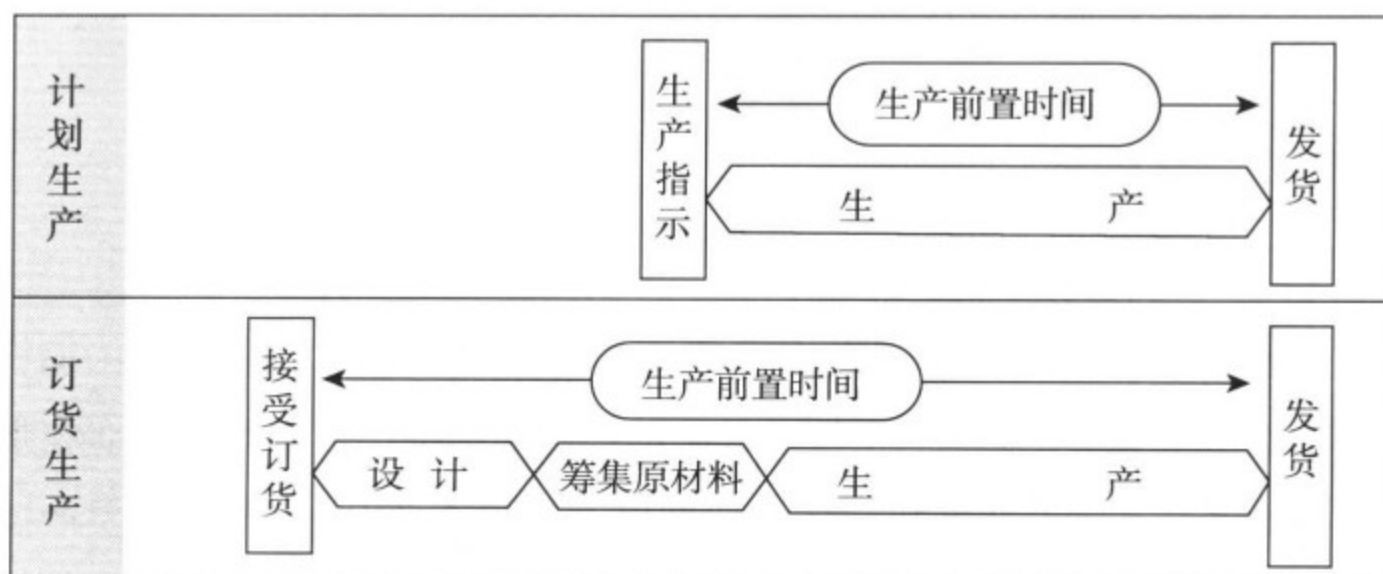 计划生产
生产指示
生产前置时间
生 产
发货
订货生产
接受订货
生产前置时间
设 计
筹集原材料
生 产
发货